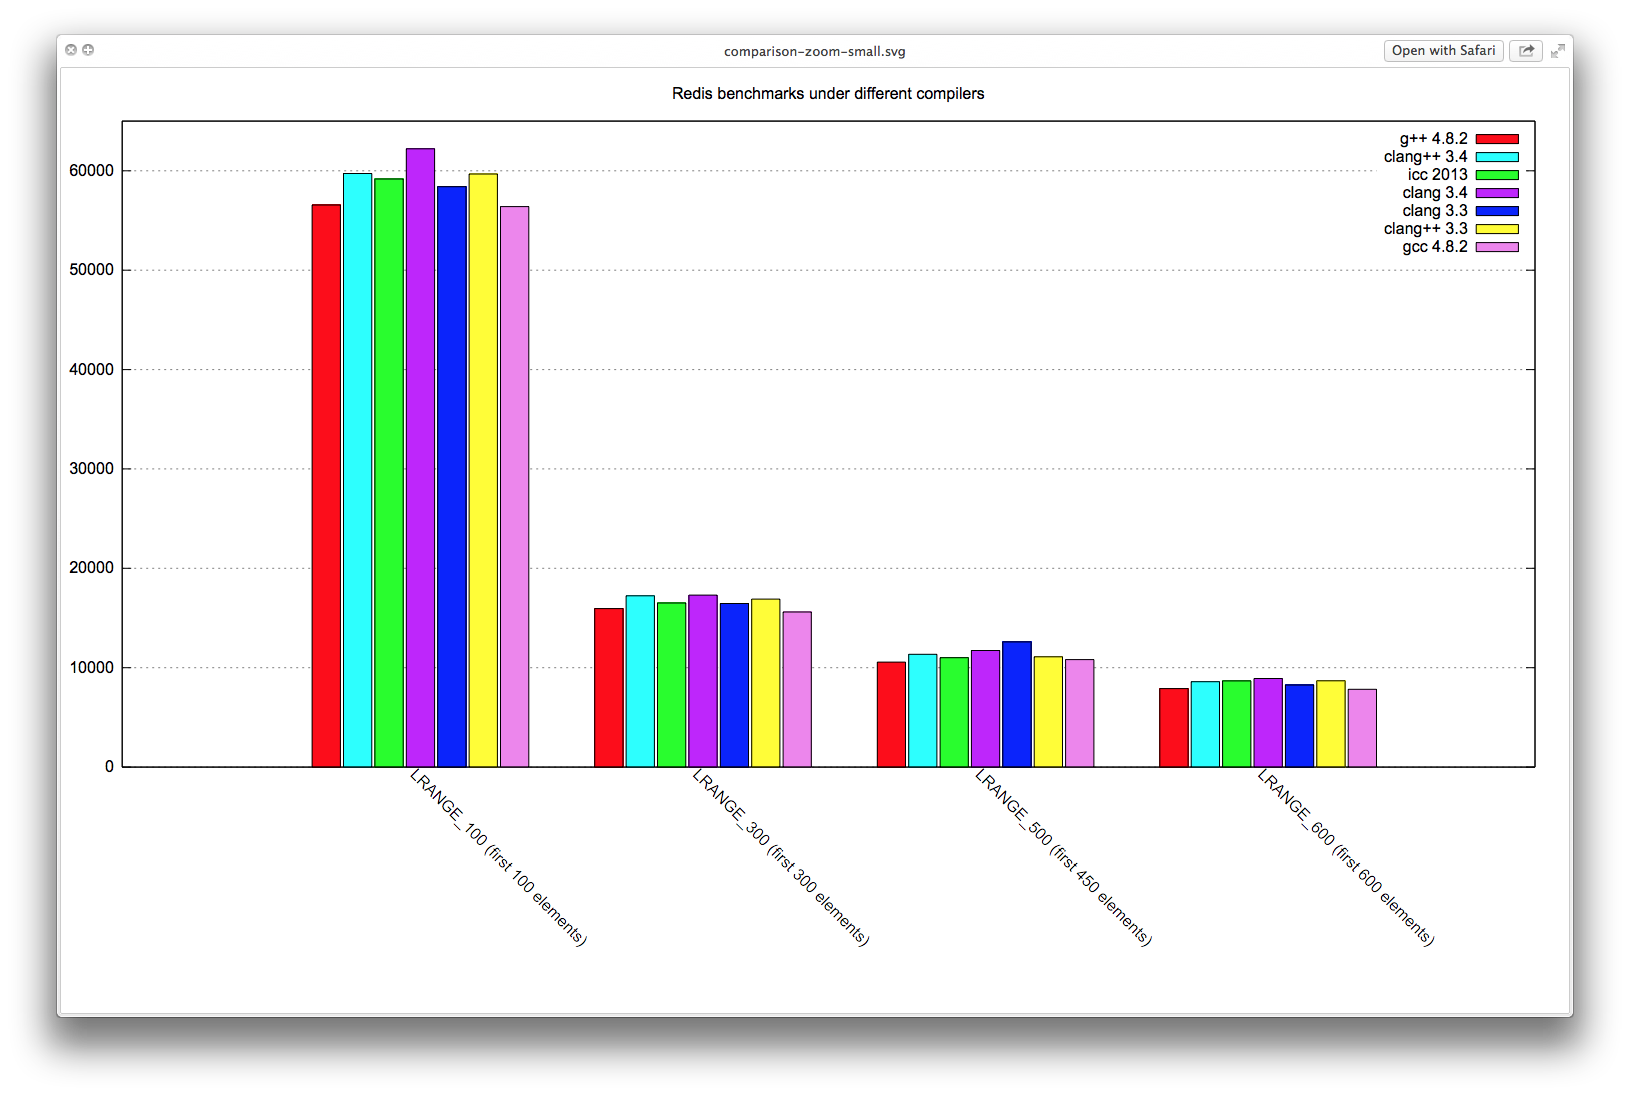 comparison-zoom-small.svg
Open with Safari
Redis benchmarks under different compilers
g++ 4.8.2
clang++ 3.4
icc 2013
clang 3.4
clang 3.3
clang++ 3.3
gcc 4.8.2
60000
50000
40000
30000
20000
10000
0
LRANGE_100 (first 100 elements)
LRANGE_300 (first 300 elements)
LRANGE_500 (first 450 elements)
LRANGE_600 (first 600 elements)